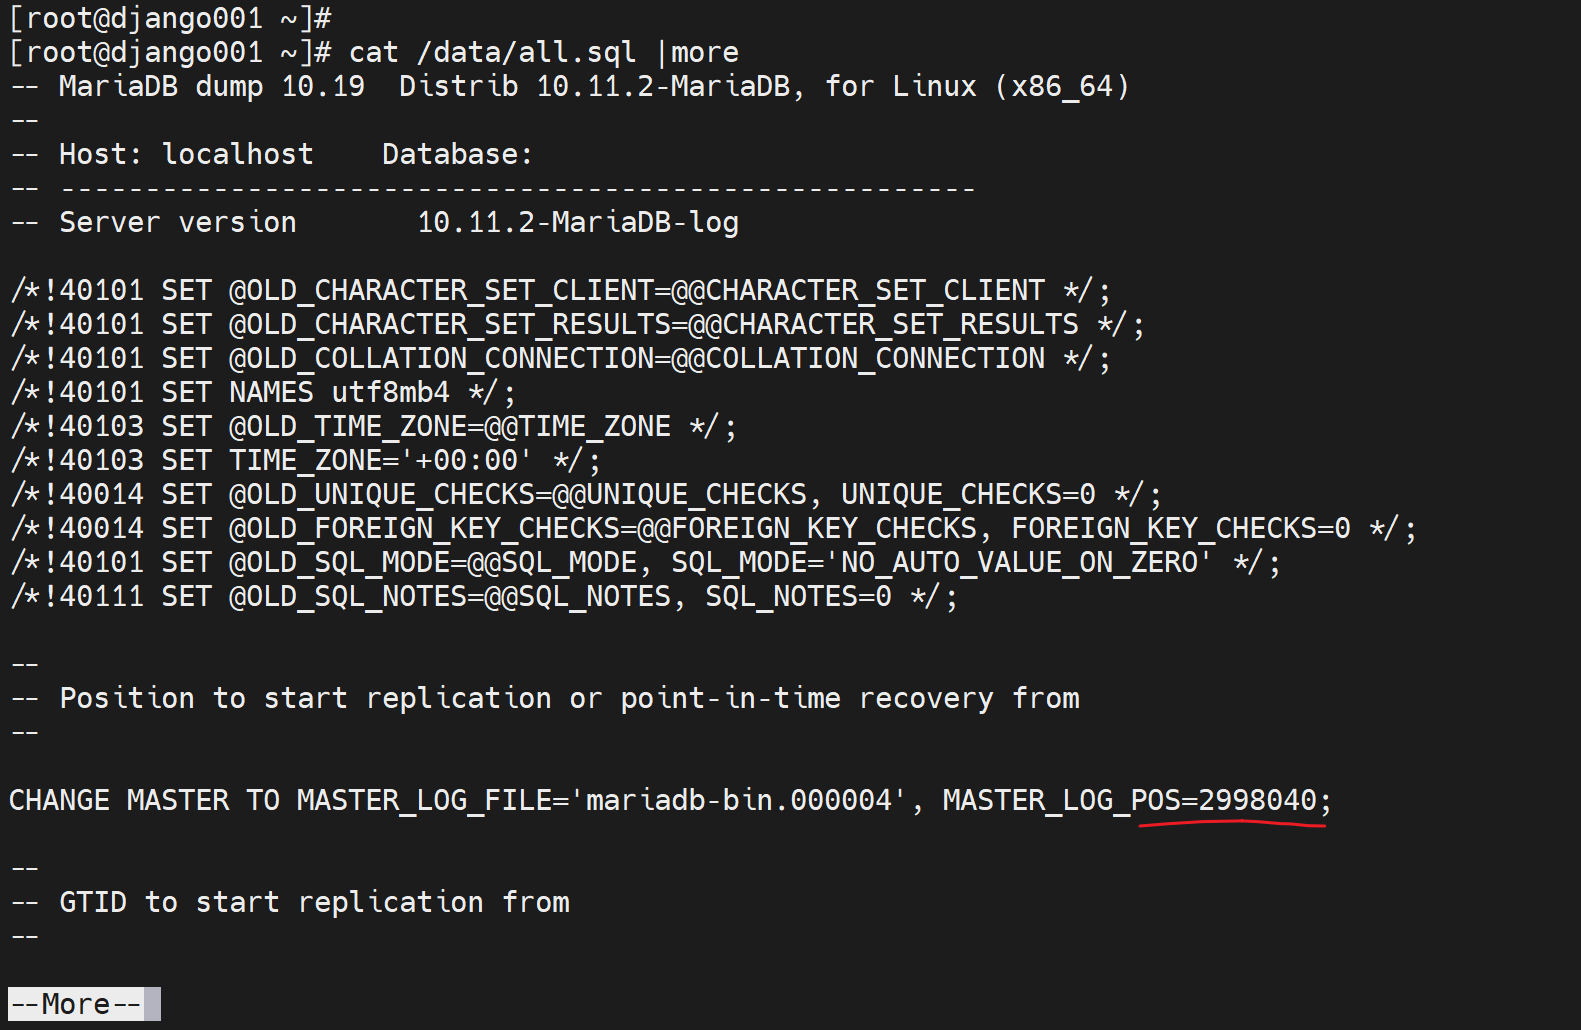 [root@django001 ~]#
[root@django001 ~]# cat /data/all.sql |more
-- MariaDB dump 10.19  Distrib 10.11.2-MariaDB, for Linux (x86_64)
--
-- Host: localhost    Database:
-- ------------------------------------------------------
-- Server version       10.11.2-MariaDB-log

/*!40101 SET @OLD_CHARACTER_SET_CLIENT=@@CHARACTER_SET_CLIENT */;
/*!40101 SET @OLD_CHARACTER_SET_RESULTS=@@CHARACTER_SET_RESULTS */;
/*!40101 SET @OLD_COLLATION_CONNECTION=@@COLLATION_CONNECTION */;
/*!40101 SET NAMES utf8mb4 */;
/*!40103 SET @OLD_TIME_ZONE=@@TIME_ZONE */;
/*!40103 SET TIME_ZONE='+00:00' */;
/*!40014 SET @OLD_UNIQUE_CHECKS=@@UNIQUE_CHECKS, UNIQUE_CHECKS=0 */;
/*!40014 SET @OLD_FOREIGN_KEY_CHECKS=@@FOREIGN_KEY_CHECKS, FOREIGN_KEY_CHECKS=0 */;
/*!40101 SET @OLD_SQL_MODE=@@SQL_MODE, SQL_MODE='NO_AUTO_VALUE_ON_ZERO' */;
/*!40111 SET @OLD_SQL_NOTES=@@SQL_NOTES, SQL_NOTES=0 */;

--
-- Position to start replication or point-in-time recovery from
--

CHANGE MASTER TO MASTER_LOG_FILE='mariadb-bin.000004', MASTER_LOG_POS=2998040;

--
-- GTID to start replication from
--

--More--